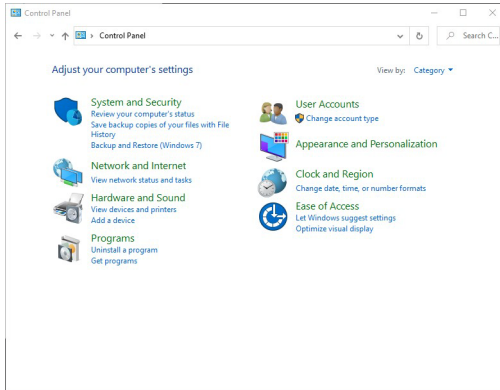 Control Panel
Control Panel
Search C...
Adjust your computer's settings
View by: Category
System and Security
Review your computer's status
Save backup copies of your files with File
History
Backup and Restore (Windows 7)
Network and Internet
View network status and tasks
Hardware and Sound
View devices and printers
Add a device
Programs
Uninstall a program
Get programs
User Accounts
Change account type
Appearance and Personalization
Clock and Region
Change date, time, or number formats
Ease of Access
Let Windows suggest settings
Optimize visual display